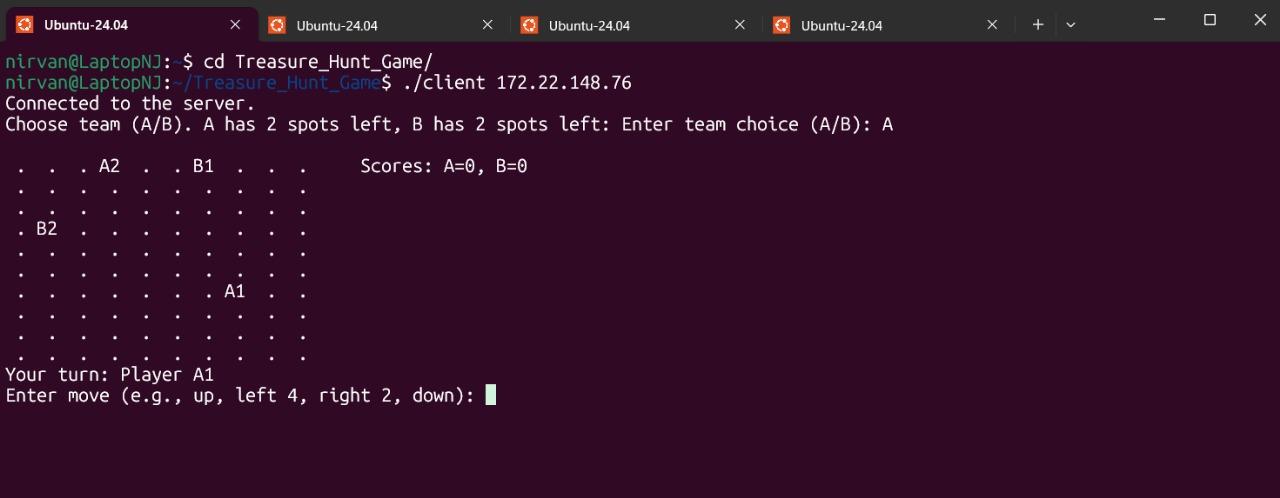 Ubuntu-24.04 Ubuntu-24.04 Ubuntu-24.04 Ubuntu-24.04
nirvan@LaptopNJ:~$ cd Treasure_Hunt_Game/
nirvan@LaptopNJ:~/Treasure_Hunt_Game$ ./client 172.22.148.76
Connected to the server.
Choose team (A/B). A has 2 spots left, B has 2 spots left: Enter team choice (A/B): A
 .  .  . A2  .  . B1  .  .  .     Scores: A=0, B=0
 .  .  .  .  .  .  .  .  .  .
 .  .  .  .  .  .  .  .  .  .
 . B2  .  .  .  .  .  .  .  .
 .  .  .  .  .  .  .  .  .  .
 .  .  .  .  .  .  .  .  .  .
 .  .  .  .  .  .  . A1  .  .
 .  .  .  .  .  .  .  .  .  .
 .  .  .  .  .  .  .  .  .  .
 .  .  .  .  .  .  .  .  .  .
Your turn: Player A1
Enter move (e.g., up, left 4, right 2, down):